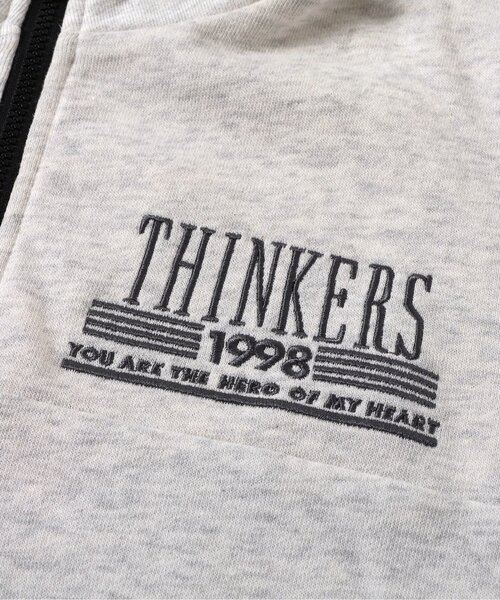 THINKERS
1998
YOU ARE THE HERO OF MY HEART